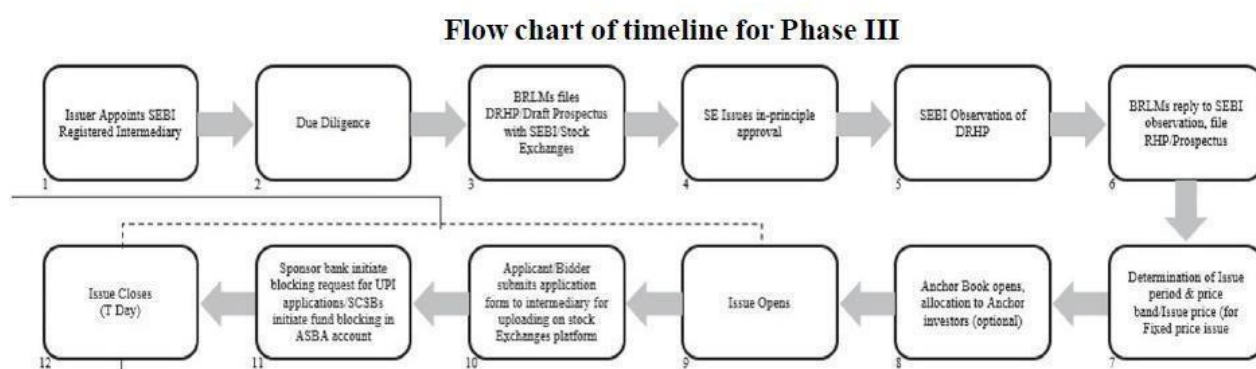 Flow chart of timeline for Phase III
Issuer Appoints SEBI
Registered Intermediary
1
Due Diligence
2
BRLMs files
DRHP/Draft Prospectus
with SEBI/Stock
Exchanges
3
SE Issues in-principle
approval
4
SEBI Observation of
DRHP
5
BRLMs reply to SEBI
observation, file
RHP/Prospectus
6
Determination of Issue
period & price
band/Issue price (for
Fixed price issue
7
Anchor Book opens,
allocation to Anchor
investors (optional)
8
Issue Opens
9
Applicant/Bidder
submits application
form to intermediary for
uploading on stock
Exchanges platform
10
Sponsor bank initiate
blocking request for UPI
applications/SCSBs
initiate fund blocking in
ASBA account
11
Issue Closes
(T Day)
12